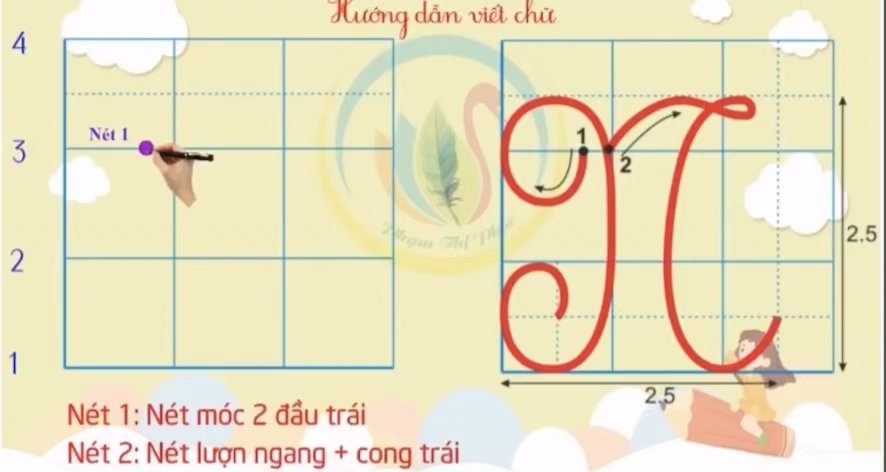 Hướng dẫn viết chữ
4
3
2
1
Nét 1
1
2
2.5
2.5
Nét 1: Nét móc 2 đầu trái
Nét 2: Nét lượn ngang + cong trái